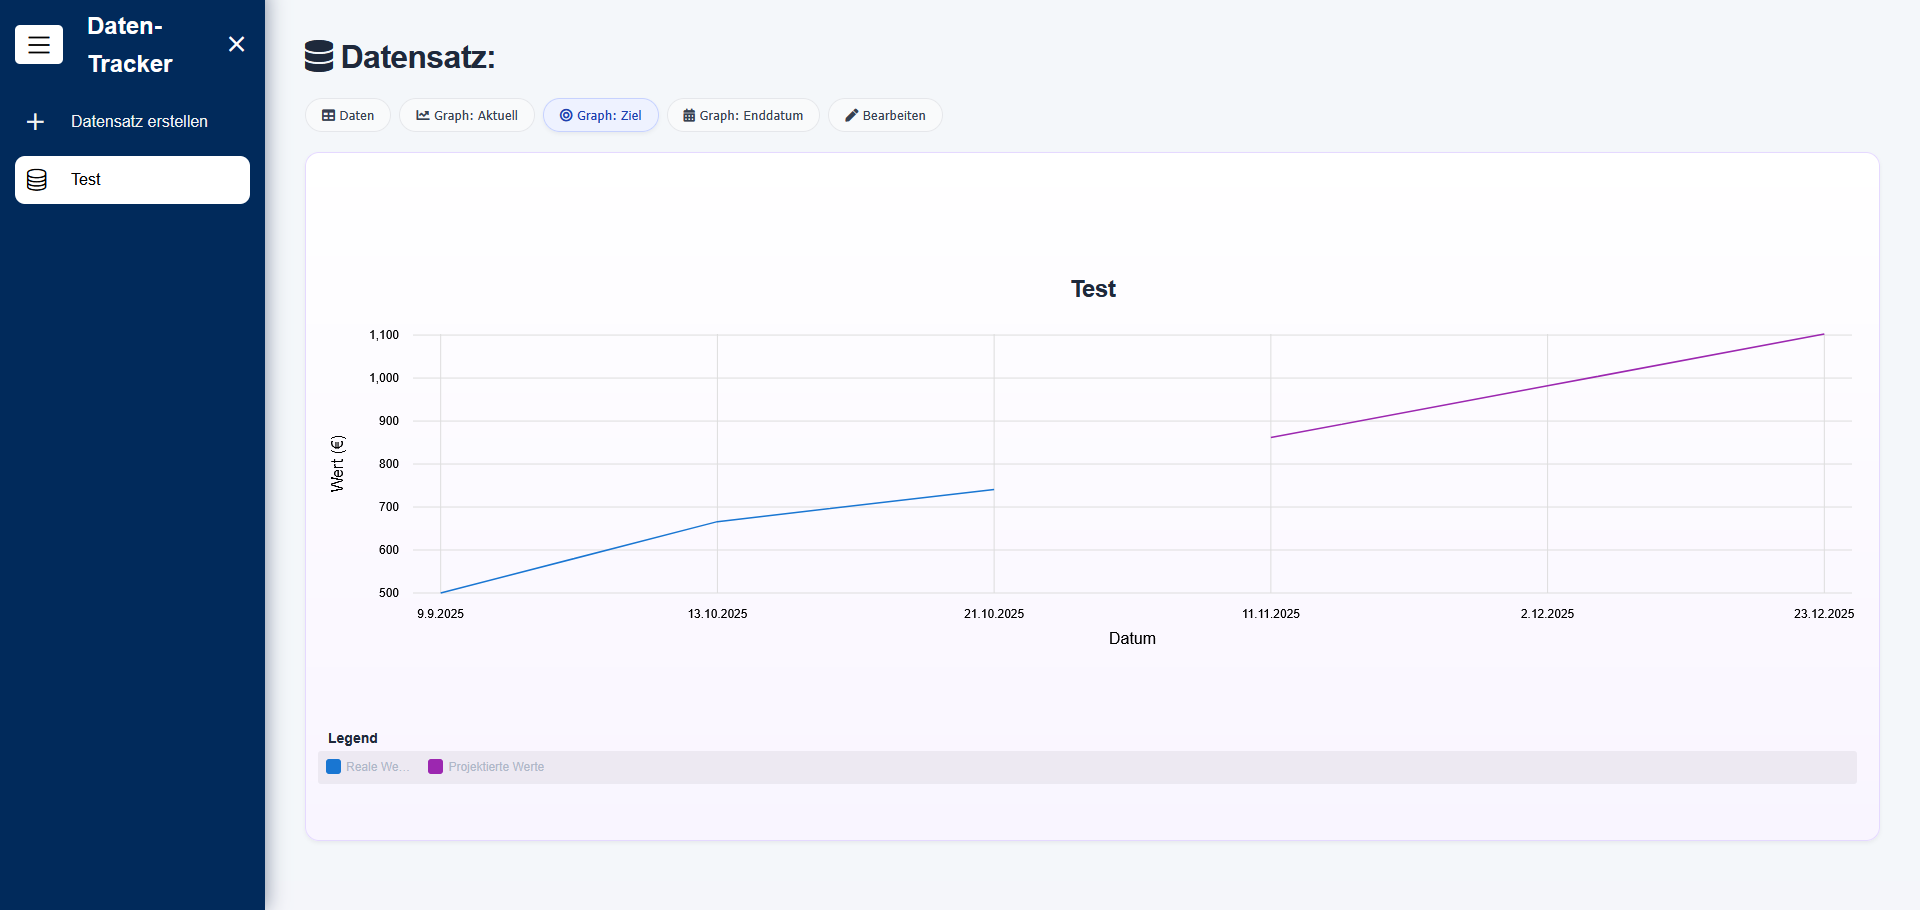 Daten-
Tracker
Datensatz erstellen
Test
Datensatz:
Daten
Graph: Aktuell
Graph: Ziel
Graph: Enddatum
Bearbeiten
Test
1,100
1,000
900
800
700
600
500
Wert (€)
9.9.2025
13.10.2025
21.10.2025
11.11.2025
2.12.2025
23.12.2025
Datum
Legend
Reale We...
Projektierte Werte